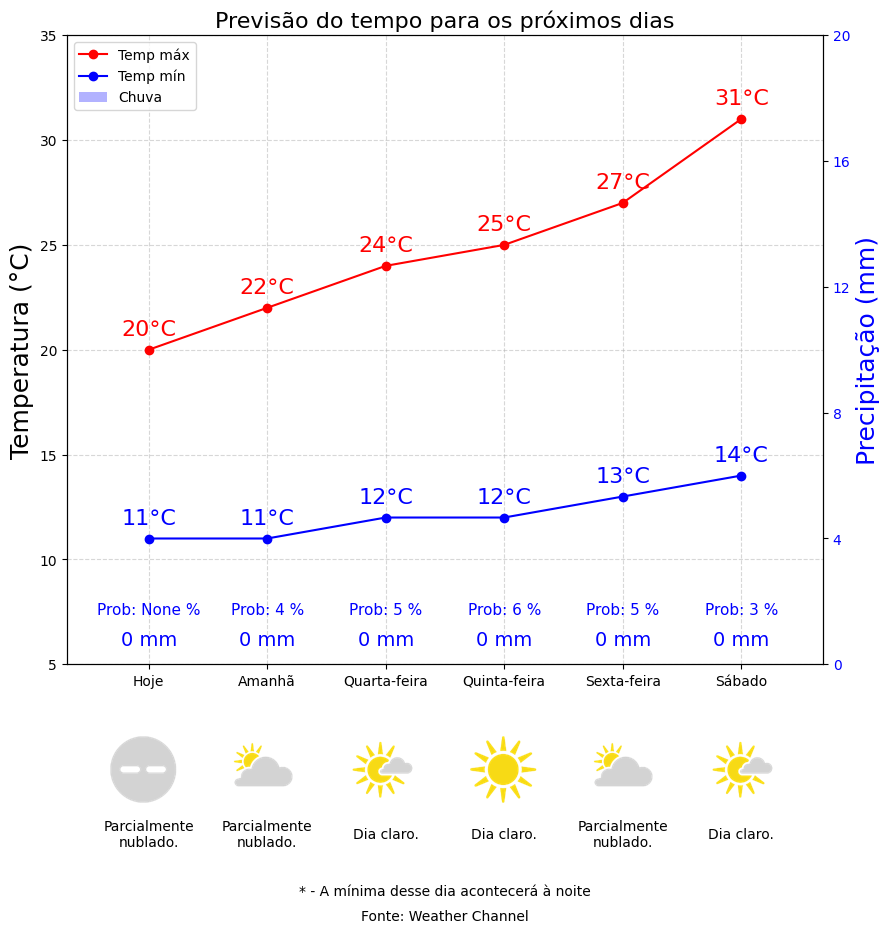 Previsão do tempo para os próximos dias
35
30
25
20
15
10
5
Temperatura (°C)
20
16
12
8
4
0
Precipitação (mm)
Temp máx
Temp mín
Chuva
20°C
22°C
24°C
25°C
27°C
31°C
11°C
11°C
12°C
12°C
13°C
14°C
Prob: None %
Prob: 4 %
Prob: 5 %
Prob: 6 %
Prob: 5 %
Prob: 3 %
0 mm
0 mm
0 mm
0 mm
0 mm
0 mm
Hoje
Amanhã
Quarta-feira
Quinta-feira
Sexta-feira
Sábado
Parcialmente
nublado.
Parcialmente
nublado.
Dia claro.
Dia claro.
Parcialmente
nublado.
Dia claro.
* - A mínima desse dia acontecerá à noite
Fonte: Weather Channel